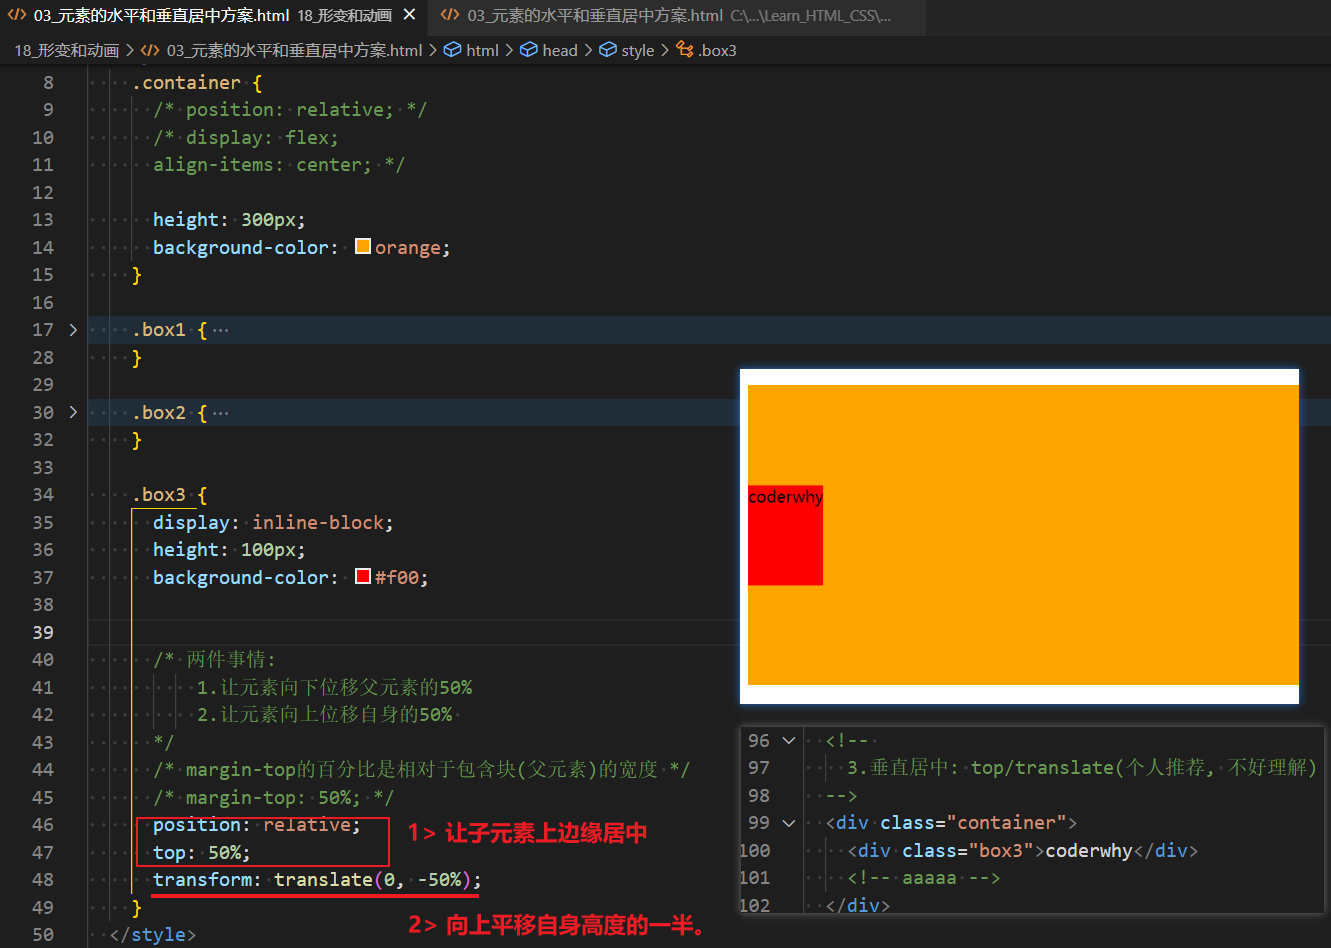 03_元素的水平和垂直居中方案.html 18_形变和动画 03_元素的水平和垂直居中方案.html C:\...\Learn_HTML_CSS\...
18_形变和动画 > 03_元素的水平和垂直居中方案.html > html > head > style > .box3
8 .container {
9 /* position: relative; */
10 /* display: flex;
11 align-items: center; */
12
13 height: 300px;
14 background-color: orange;
15 }
16
17 .box1 {…
28 }
29
30 .box2 {…
32 }
33
34 .box3 {
35 display: inline-block;
36 height: 100px;
37 background-color: #f00;
38
39
40 /* 两件事情:
41 1.让元素向下位移父元素的50%
42 2.让元素向上位移自身的50%
43 */
44 /* margin-top的百分比是相对于包含块(父元素)的宽度 */
45 /* margin-top: 50%; */
46 position: relative;
47 top: 50%;
48 transform: translate(0, -50%);
49 }
50 </style>
1> 让子元素上边缘居中
2> 向上平移自身高度的一半。
coderwhy
96 <!--
97 3.垂直居中: top/translate(个人推荐, 不好理解)
98 -->
99 <div class="container">
100 <div class="box3">coderwhy</div>
101 <!-- aaaaa -->
102 </div>